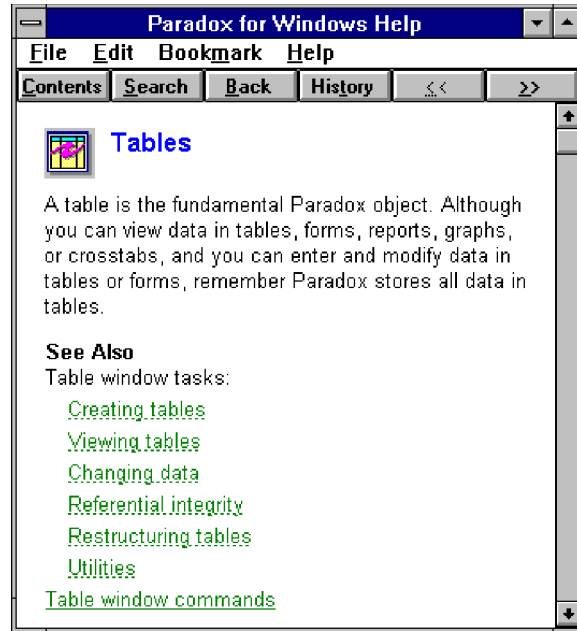 Paradox for Windows Help
File Edit Bookmark Help
Contents Search Back History << >>
Tables
A table is the fundamental Paradox object. Although
you can view data in tables, forms, reports, graphs,
or crosstabs, and you can enter and modify data in
tables or forms, remember Paradox stores all data in
tables.
See Also
Table window tasks:
Creating tables
Viewing tables
Changing data
Referential integrity
Restructuring tables
Utilities
Table window commands